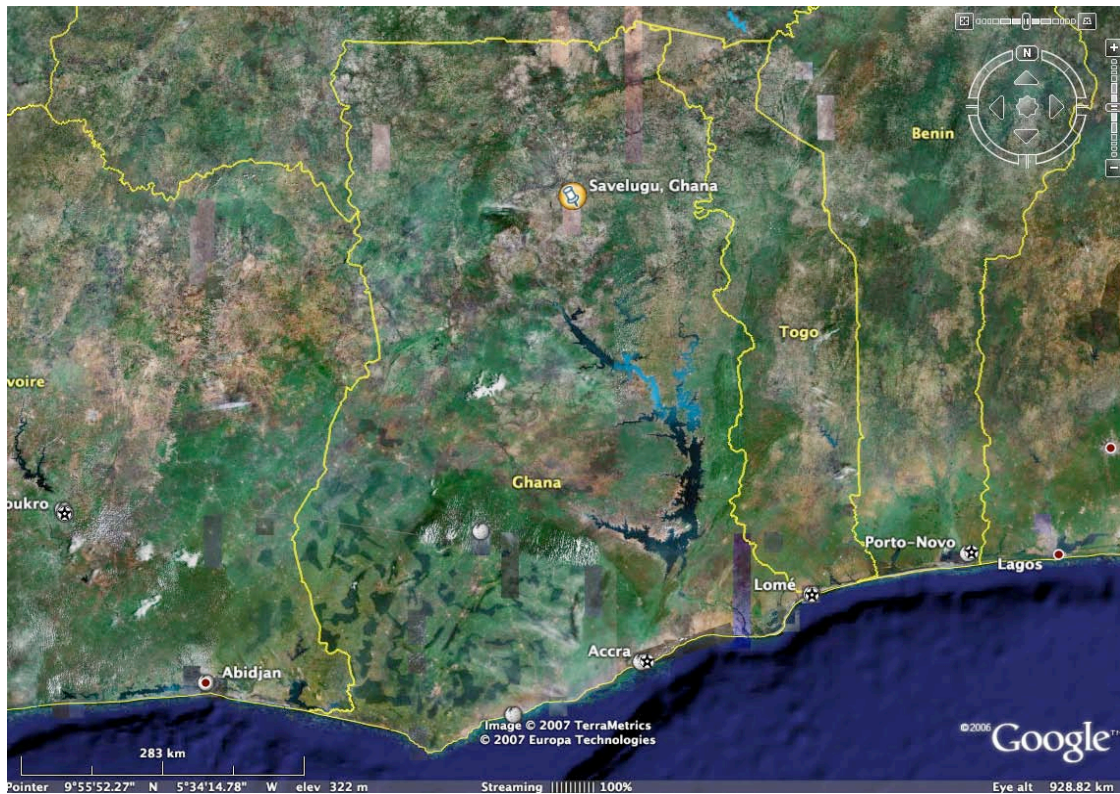 N
Benin
Savelugu, Ghana
Togo
voire
Ghana
oukro
Porto-Novo
Lagos
Lomé
Accra
Abidjan
Image © 2007 TerraMetrics
© 2007 Europa Technologies
©2006 Google™
283 km
Pointer 9°55'52.27" N 5°34'14.78" W elev 322 m Streaming 100% Eye alt 928.82 km